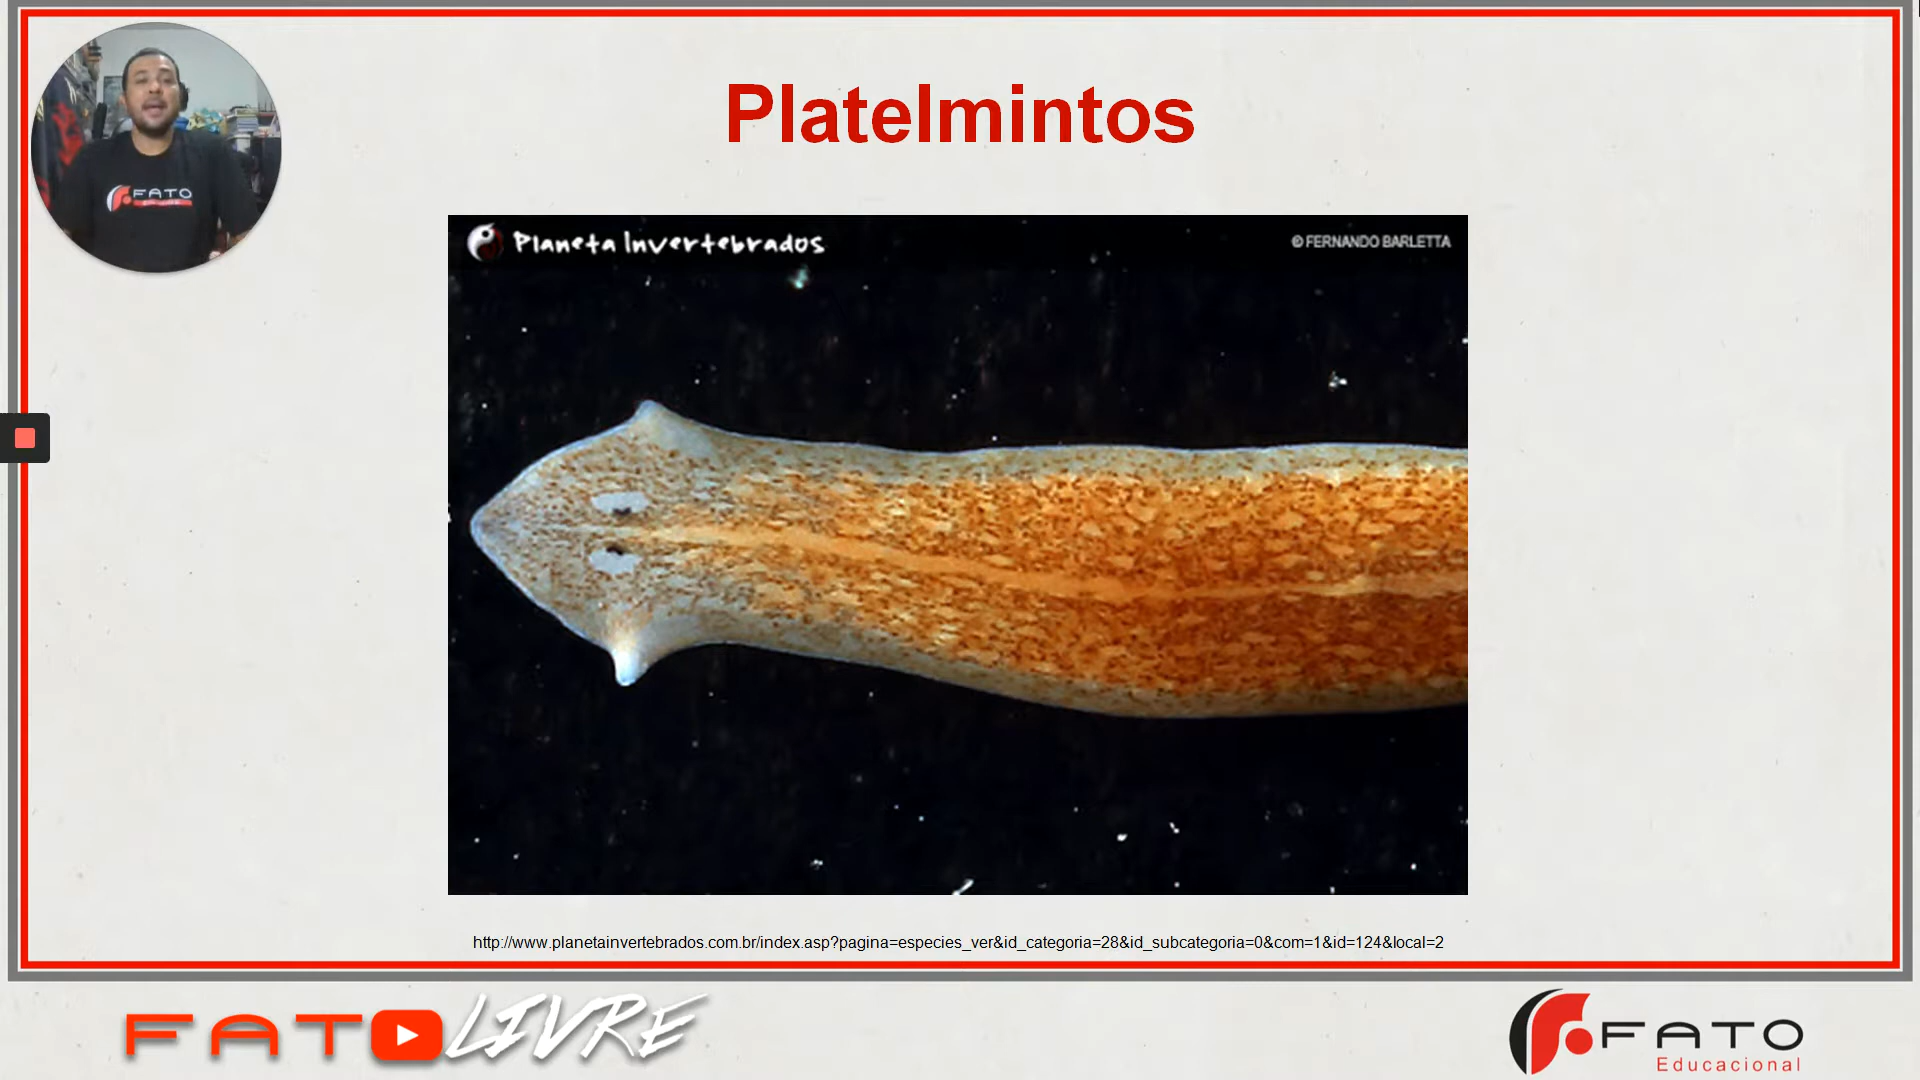 Platelmintos
FATO
Planeta Invertebrados
© FERNANDO BARLETTA
http://www.planetainvertebrados.com.br/index.asp?pagina=especies_ver&id_categoria=28&id_subcategoria=0&com=1&id=124&local=2
FATO LIVRE
FATO
Educacional